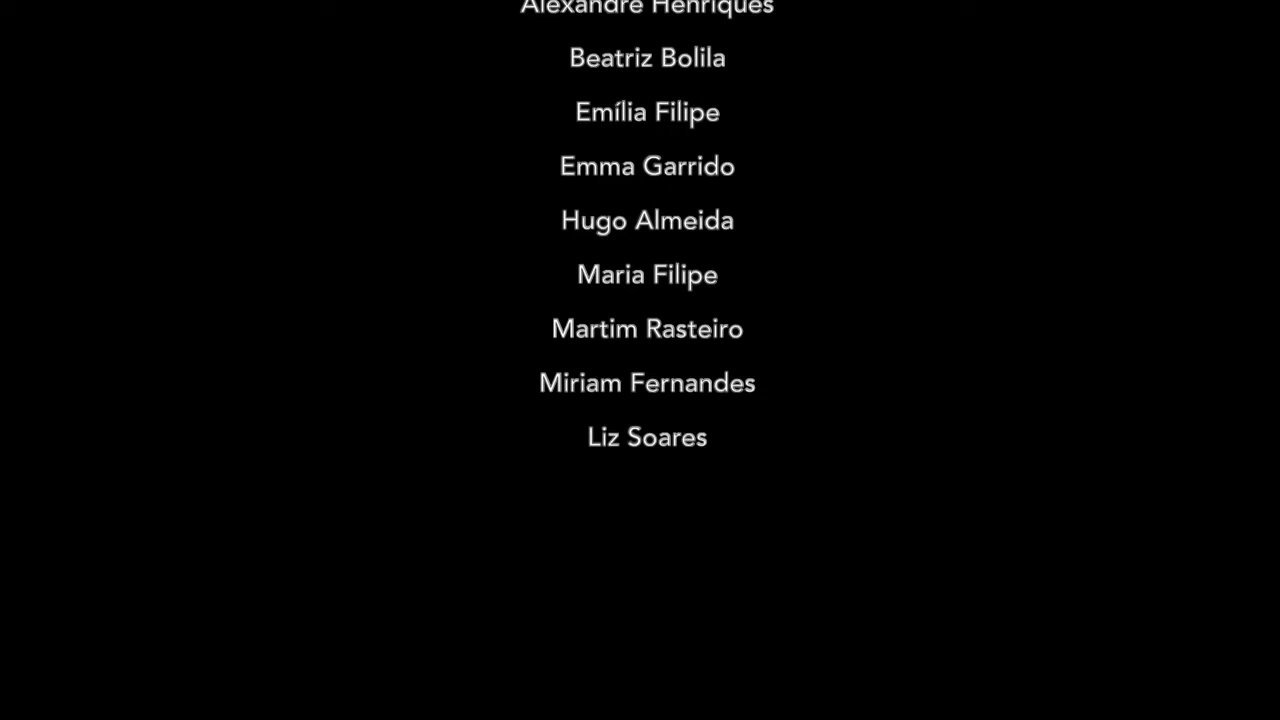 Alexandre Henriques
Beatriz Bolila
Emília Filipe
Emma Garrido
Hugo Almeida
Maria Filipe
Martim Rasteiro
Miriam Fernandes
Liz Soares